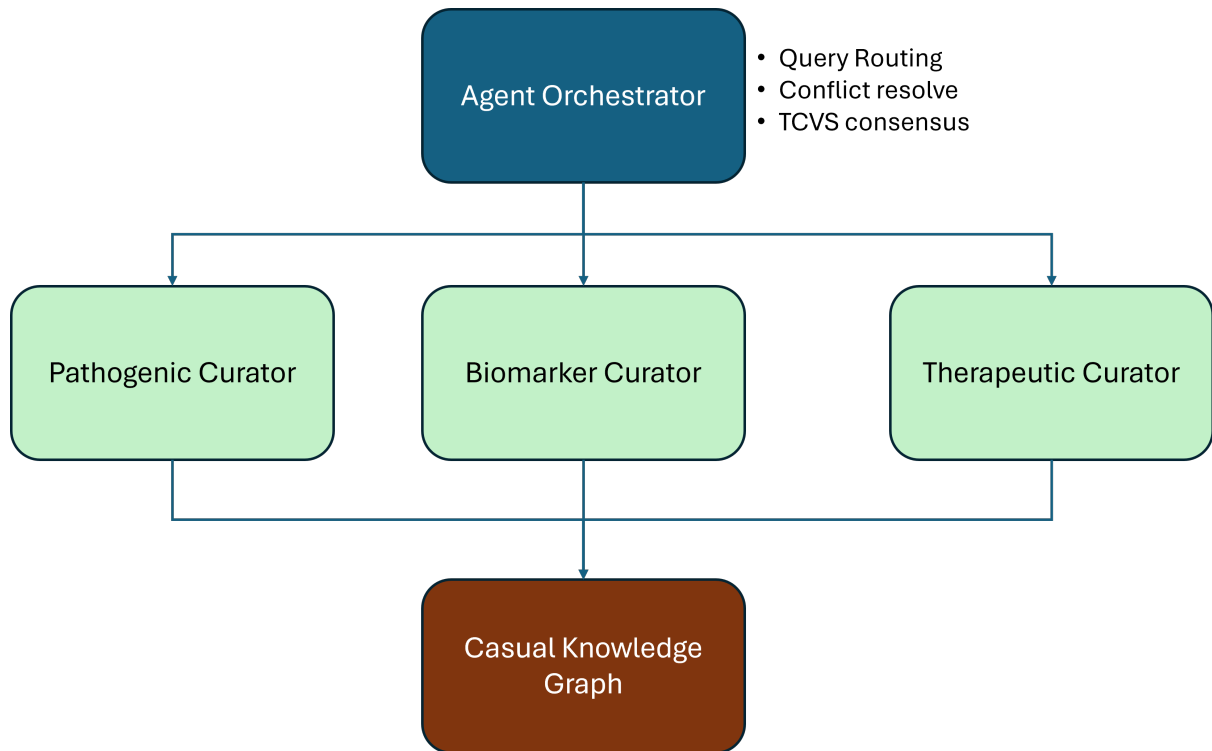 Agent Orchestrator
• Query Routing
• Conflict resolve
• TCVS consensus
Pathogenic Curator
Biomarker Curator
Therapeutic Curator
Casual Knowledge
Graph